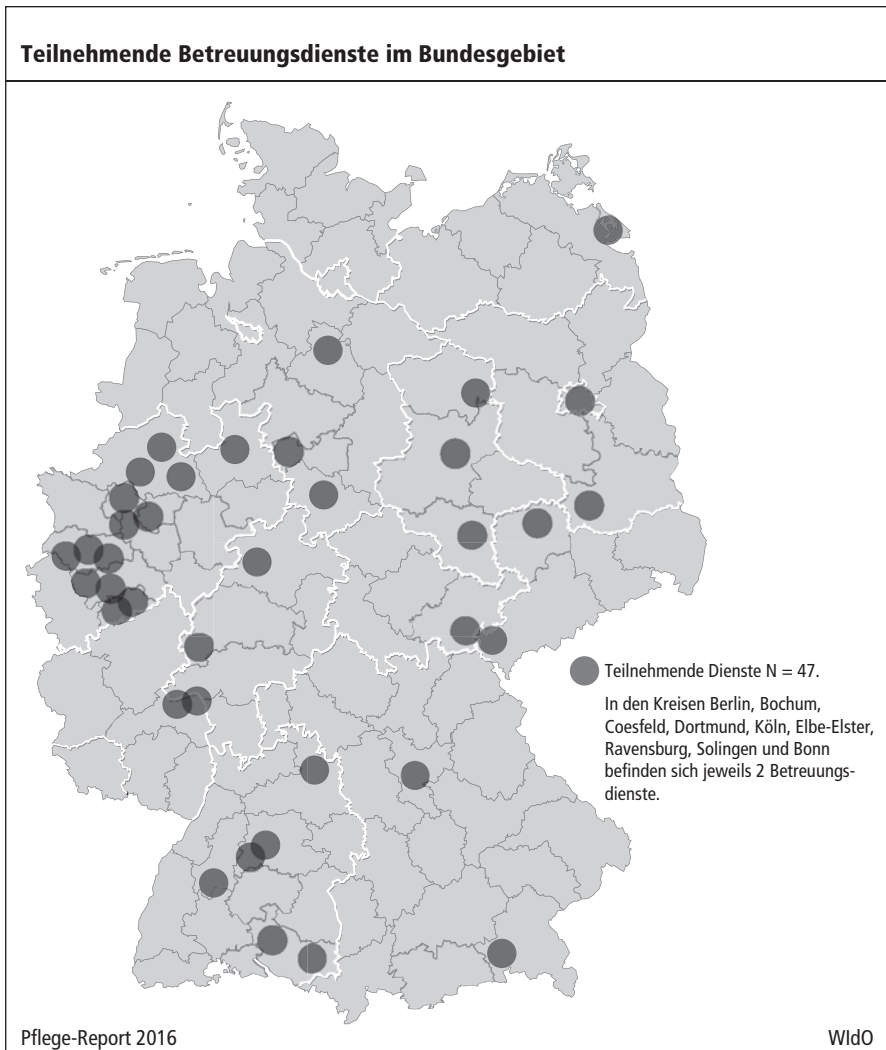 Teilnehmende Betreuungsdienste im Bundesgebiet
Teilnehmende Dienste N = 47.
In den Kreisen Berlin, Bochum,
Coesfeld, Dortmund, Köln, Elbe-Elster,
Ravensburg, Solingen und Bonn
befinden sich jeweils 2 Betreuungs-
dienste.
Pflege-Report 2016
WIdO